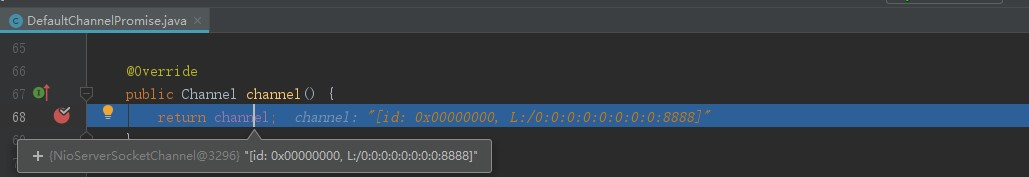 DefaultChannelPromise.java
65
66 @Override
67 public Channel channel() {
68 return channel; channel: "[id: 0x00000000, L:/0:0:0:0:0:0:0:0:8888]"
}
+ (NioServerSocketChannel@3296) "[id: 0x00000000, L:/0:0:0:0:0:0:0:0:8888]"